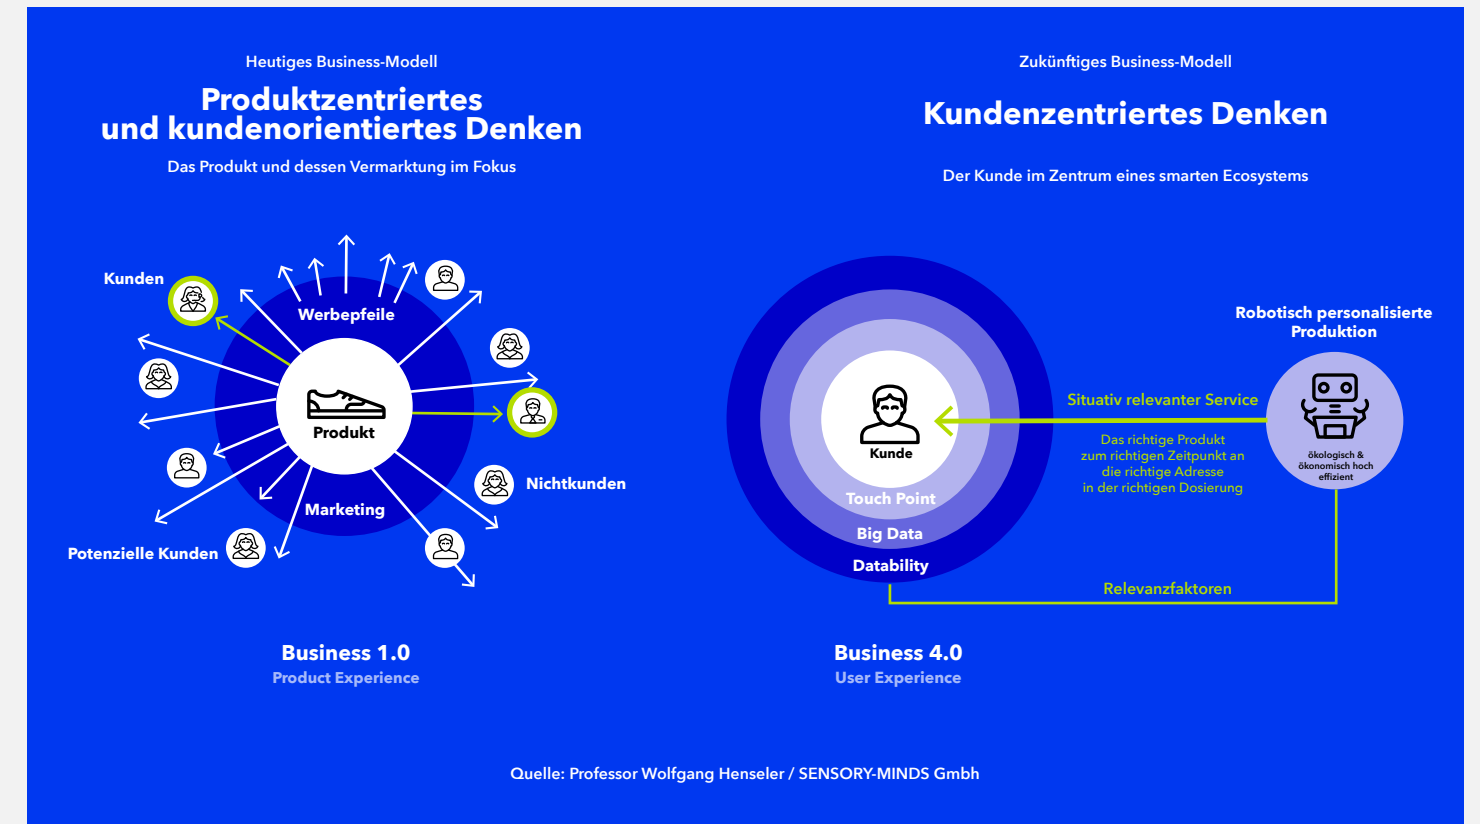 Heutiges Business-Modell
Produktzentriertes
und kundenorientiertes Denken
Das Produkt und dessen Vermarktung im Fokus
Kunden
Werbepfeile
Produkt
Marketing
Nichtkunden
Potenzielle Kunden
Business 1.0
Product Experience
Zukünftiges Business-Modell
Kundenzentriertes Denken
Der Kunde im Zentrum eines smarten Ecosystems
Kunde
Touch Point
Big Data
Datability
Situativ relevanter Service
Das richtige Produkt
zum richtigen Zeitpunkt an
die richtige Adresse
in der richtigen Dosierung
Robotisch personalisierte
Produktion
ökologisch &
ökonomisch hoch
effizient
Relevanzfaktoren
Business 4.0
User Experience
Quelle: Professor Wolfgang Henseler / SENSORY-MINDS Gmbh